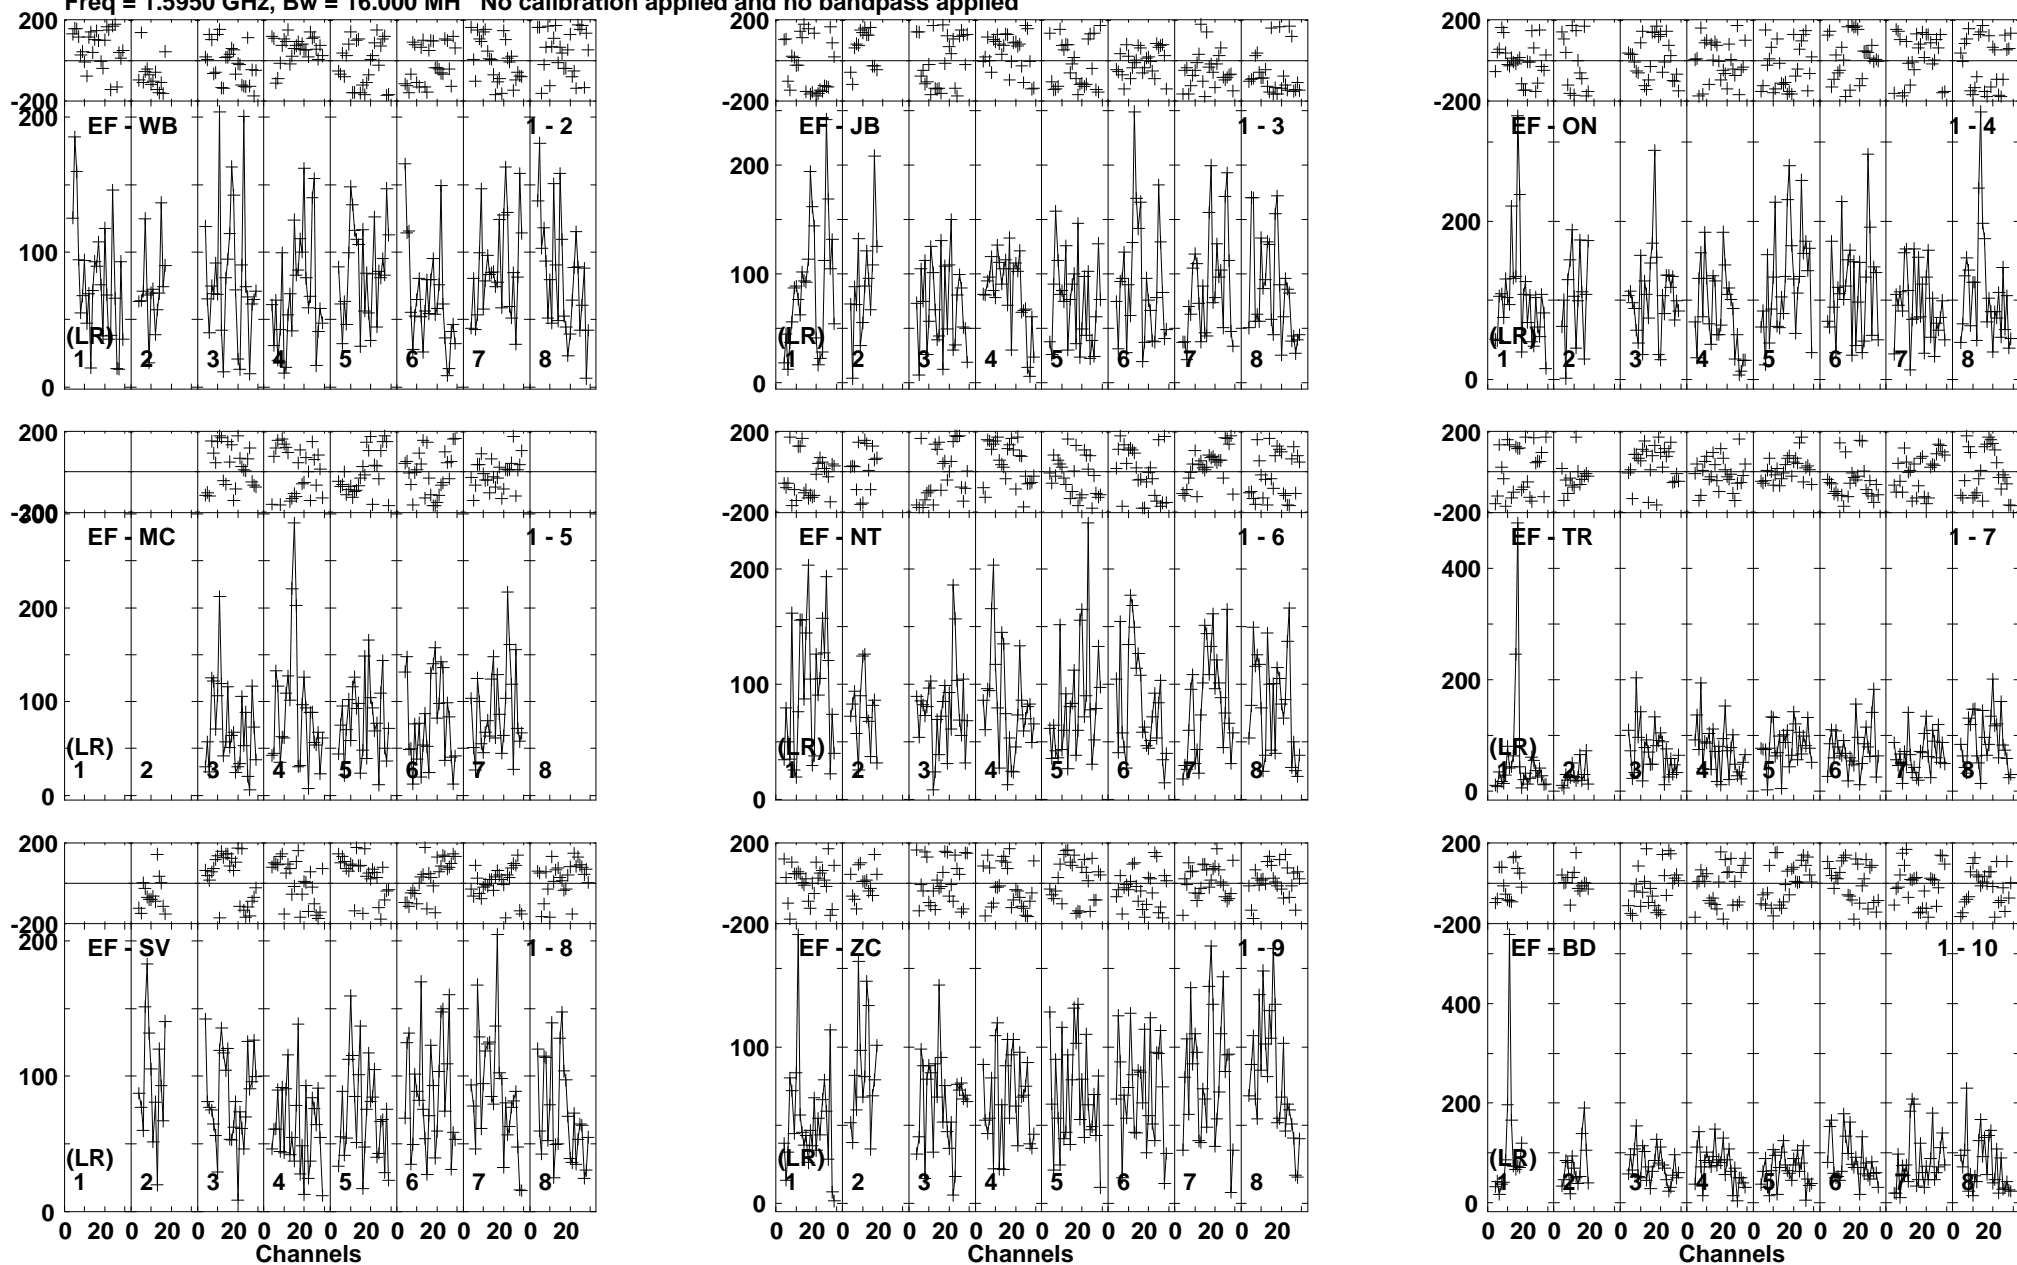 Freq = 1.5950 GHz, Bw = 16.000 MH No calibration applied and no bandpass applied
200 200 200
-200 -200 -200
200 EF - WB 1 - 2 EF - JB 1 - 3 EF - ON 1 - 4
200 200
100 100
(LR) (LR) (LR)
1 2 3 4 5 6 7 8 1 2 3 4 5 6 7 8 1 2 3 4 5 6 7 8
0 0 0
200 200 200
-200 -200 -200
300 EF - MC 1 - 5 EF - NT 1 - 6 EF - TR 1 - 7
200 200 400
100 100 200
(LR) (LR) (LR)
1 2 3 4 5 6 7 8 1 2 3 4 5 6 7 8 1 2 3 4 5 6 7 8
0 0 0
200 200 200
-200 -200 -200
200 EF - SV 1 - 8 EF - ZC 1 - 9 EF - BD 1 - 10
100 100 400
200
(LR) (LR) (LR)
1 2 3 4 5 6 7 8 1 2 3 4 5 6 7 8 1 2 3 4 5 6 7 8
0 0 0
0 20 0 20 0 20 0 20 0 20 0 20 0 20 0 20 0 20 0 20 0 20 0 20 0 20 0 20 0 20 0 20 0 20 0 20 0 20 0 20 0 20 0 20 0 20 0 20
Channels Channels Channels